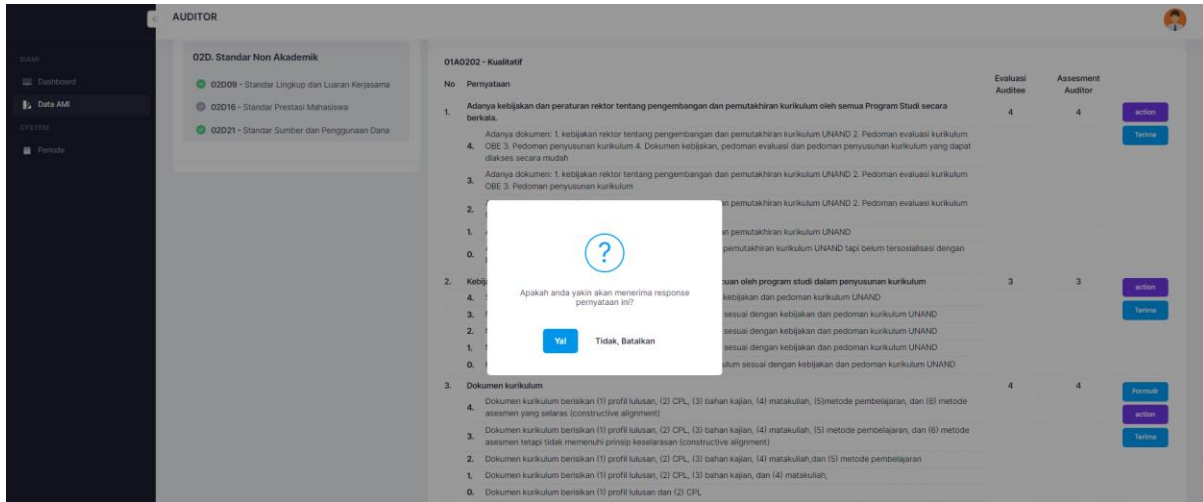 AUDITOR
SIAMI
Dashboard
Data AMI
SYSTEM
Periode
02D. Standar Non Akademik
02D09 - Standar Lingkup dan Luaran Kerjasama
02D16 - Standar Prestasi Mahasiswa
02D21 - Standar Sumber dan Penggunaan Dana
01A0202 - Kualitatif
No Pernyataan Evaluasi Auditee Assesment Auditor
1. Adanya kebijakan dan peraturan rektor tentang pengembangan dan pemutakhiran kurikulum oleh semua Program Studi secara
berkala. 4 4 action
Terima
Adanya dokumen: 1. kebijakan rektor tentang pengembangan dan pemutakhiran kurikulum UNAND 2. Pedoman evaluasi kurikulum
4. OBE 3. Pedoman penyusunan kurikulum 4. Dokumen kebijakan, pedoman evaluasi dan pedoman penyusunan kurikulum yang dapat
diakses secara mudah
Adanya dokumen: 1. kebijakan rektor tentang pengembangan dan pemutakhiran kurikulum UNAND 2. Pedoman evaluasi kurikulum
3. OBE 3. Pedoman penyusunan kurikulum
2. pemutakhiran kurikulum UNAND 2. Pedoman evaluasi kurikulum
1. pemutakhiran kurikulum UNAND
0. pemutakhiran kurikulum UNAND tapi belum tersosialisasi dengan
2. oleh program studi dalam penyusunan kurikulum 3 3 action
Terima
4. kebijakan dan pedoman kurikulum UNAND
3. sesuai dengan kebijakan dan pedoman kurikulum UNAND
2. sesuai dengan kebijakan dan pedoman kurikulum UNAND
1. sesuai dengan kebijakan dan pedoman kurikulum UNAND
0. sesuai dengan kebijakan dan pedoman kurikulum UNAND
?
Apakah anda yakin akan menerima response
pernyataan ini?
Ya! Tidak, Batalkan
3. Dokumen kurikulum 4 4 Formulir
action
Terima
Dokumen kurikulum berisikan (1) profil lulusan, (2) CPL, (3) bahan kajian, (4) matakuliah, (5)metode pembelajaran, dan (6) metode
4. asesmen yang selaras (constructive alignment)
Dokumen kurikulum berisikan (1) profil lulusan, (2) CPL, (3) bahan kajian, (4) matakuliah, (5) metode pembelajaran, dan (6) metode
3. asesmen tetapi tidak memenuhi prinsip keselarasan (constructive alignment)
2. Dokumen kurikulum berisikan (1) profil lulusan, (2) CPL, (3) bahan kajian, (4) matakuliah,dan (5) metode pembelajaran
1. Dokumen kurikulum berisikan (1) profil lulusan, (2) CPL, (3) bahan kajian, dan (4) matakuliah,
0. Dokumen kurikulum berisikan (1) profil lulusan dan (2) CPL